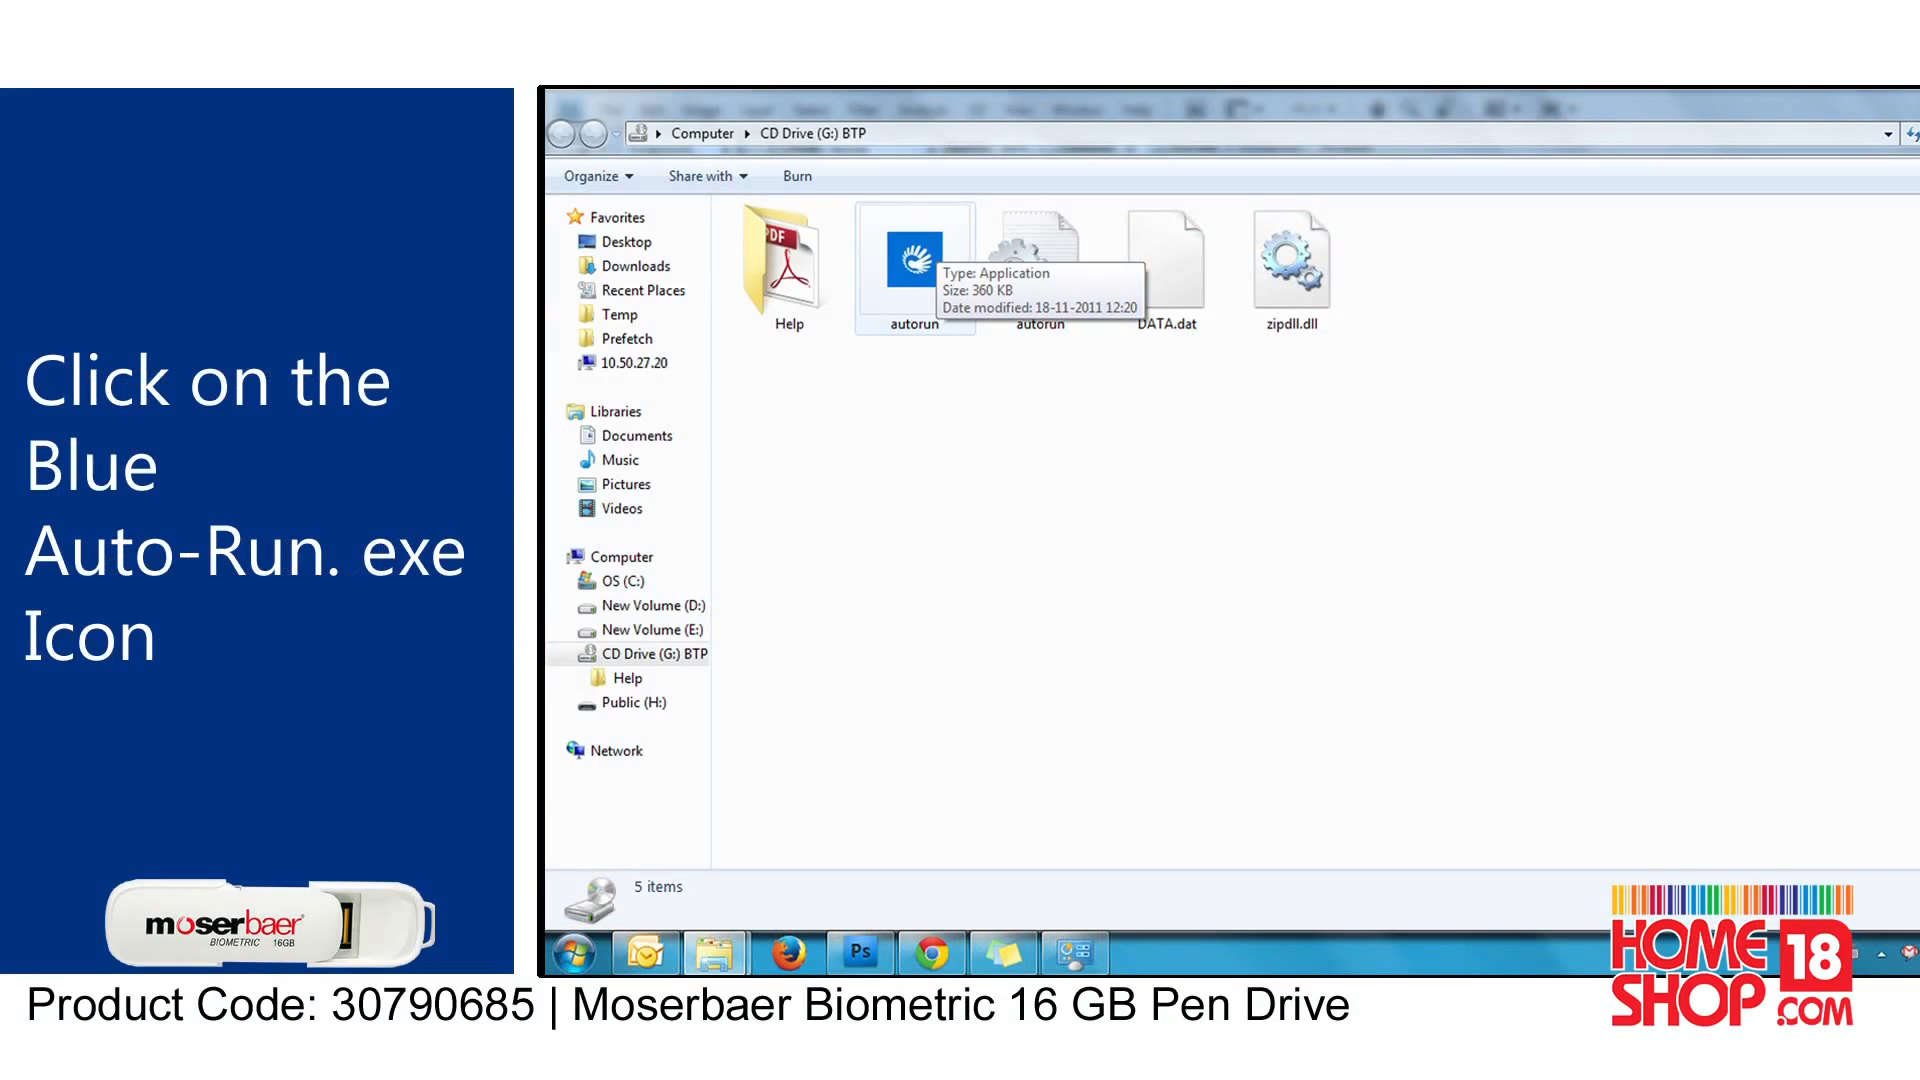 Computer
CD Drive (G:) BTP
Organize
Share with
Burn
Favorites
Desktop
Downloads
Recent Places
Temp
Prefetch
10.50.27.20
Libraries
Documents
Music
Pictures
Videos
Computer
OS (C:)
New Volume (D:)
New Volume (E:)
CD Drive (G:) BTP
Help
Public (H:)
Network
PDF
Help
autorun
autorun
DATA.dat
zipdll.dll
Type: Application
Size: 360 KB
Date modified: 18-11-2011 12:20
5 items
Ps
Click on the
Blue
Auto-Run. exe
Icon
moserbaer
BIOMETRIC 16GB
Product Code: 30790685 | Moserbaer Biometric 16 GB Pen Drive
HOME 18
SHOP .COM